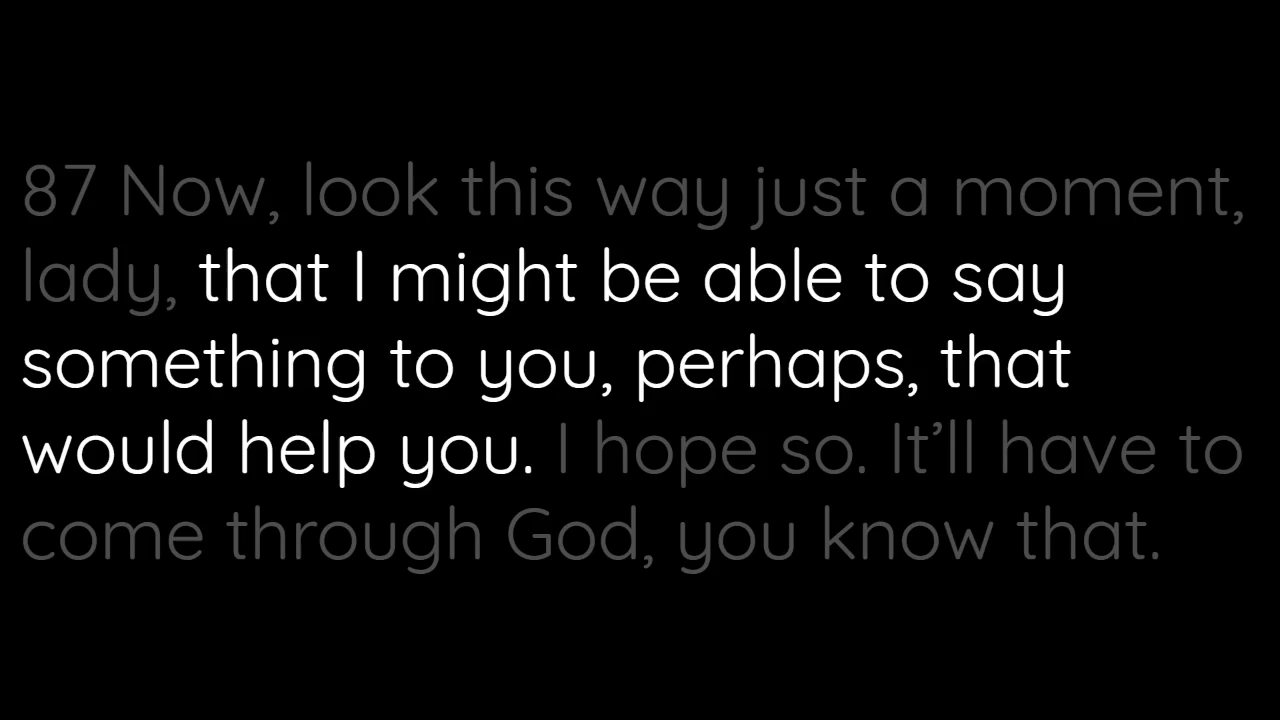 87 Now, look this way just a moment,
lady, that I might be able to say
something to you, perhaps, that
would help you. I hope so. It’ll have to
come through God, you know that.